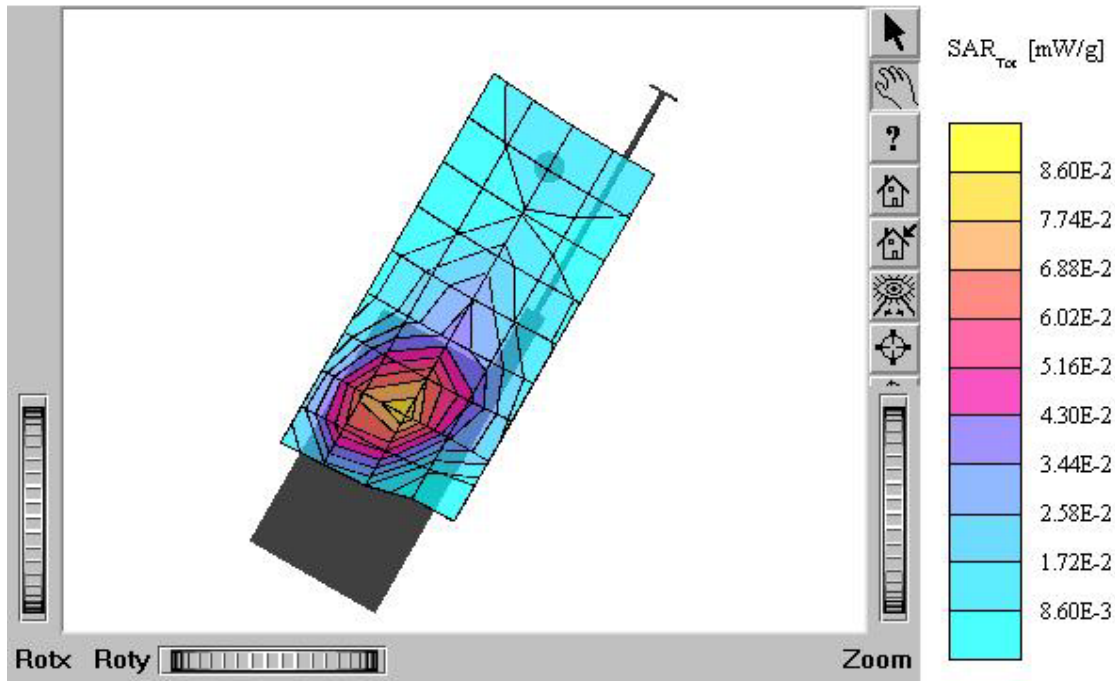 SAR Tot [mW/g]
?
8.60E-2
7.74E-2
6.88E-2
6.02E-2
5.16E-2
4.30E-2
3.44E-2
2.58E-2
1.72E-2
8.60E-3
Rotx Roty Zoom